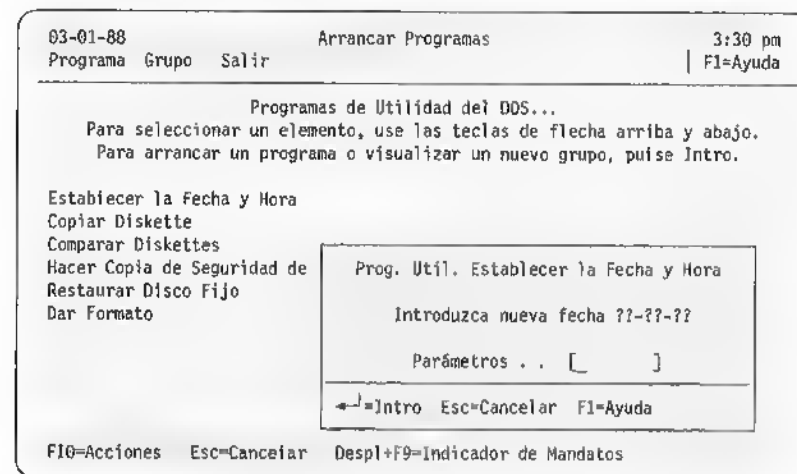 03-01-88 Arrancar Programas 3:30 pm
Programa Grupo Salir | F1=Ayuda
Programas de Utilidad del DOS...
Para seleccionar un elemento, use las teclas de flecha arriba y abajo.
Para arrancar un programa o visualizar un nuevo grupo, pulse Intro.
Establecer la Fecha y Hora
Copiar Diskette
Comparar Diskettes
Hacer Copia de Seguridad de
Restaurar Disco Fijo
Dar Formato
Prog. Util. Establecer la Fecha y Hora
Introduzca nueva fecha ??-??-??
Parámetros . . [_ ]
↵=Intro Esc=Cancelar F1=Ayuda
F10=Acciones Esc=Cancelar Despl+F9=Indicador de Mandatos